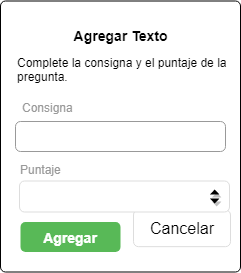 Agregar Texto
Complete la consigna y el puntaje de la
pregunta.
Consigna
Puntaje
Agregar
Cancelar